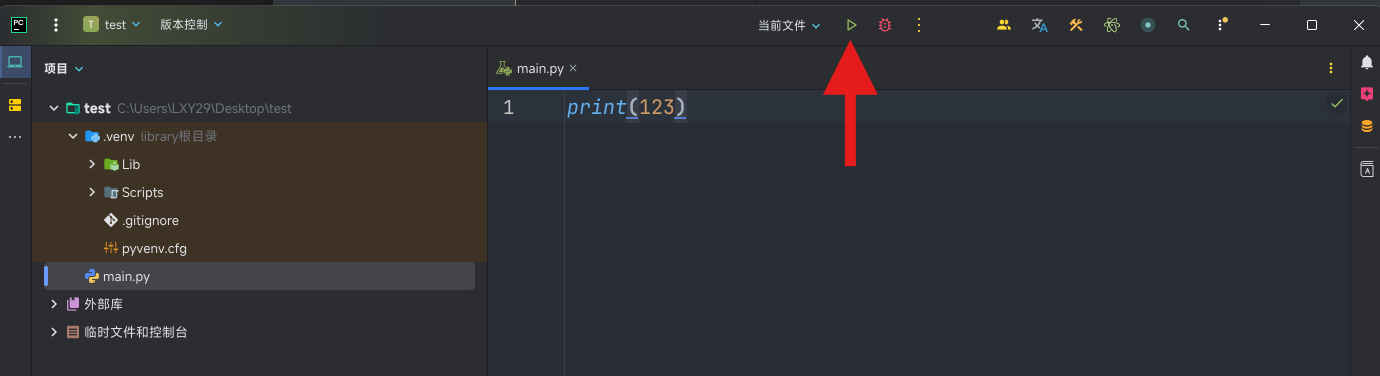 PC T test 版本控制 当前文件
项目
main.py
test C:\Users\LXY29\Desktop\test
1 print(123)
.venv library根目录
Lib
Scripts
.gitignore
pyvenv.cfg
main.py
外部库
临时文件和控制台